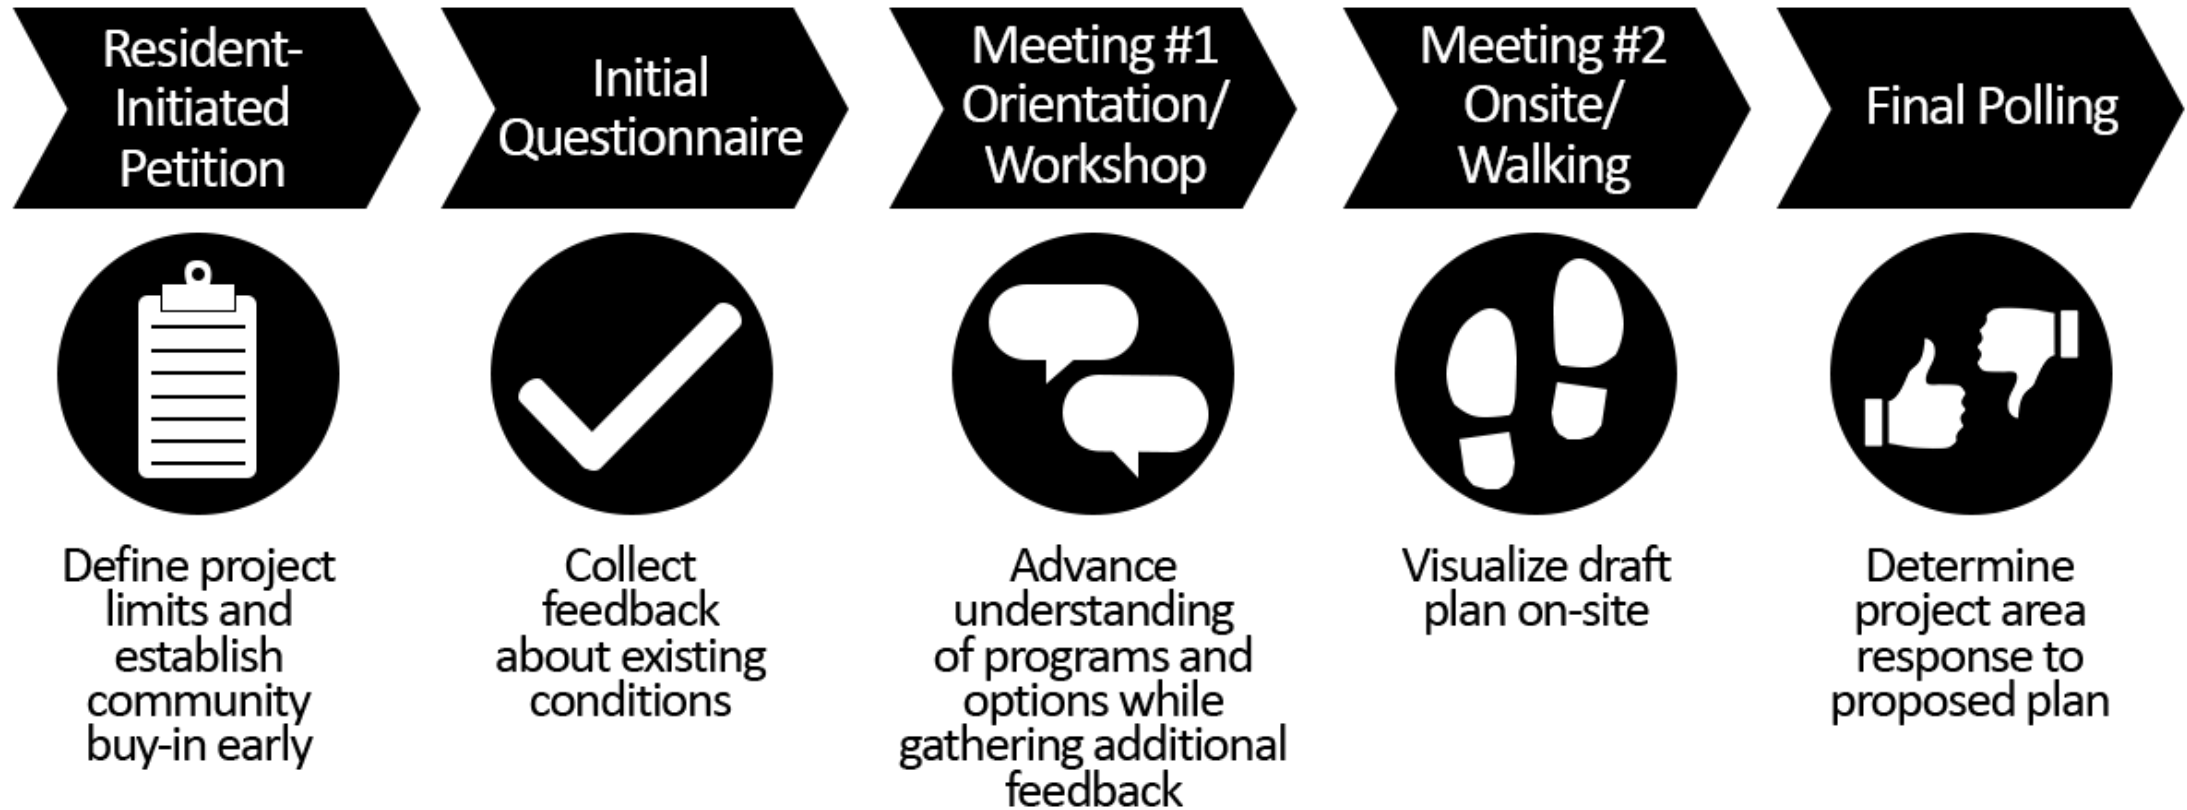 Resident-
Initiated
Petition
Initial
Questionnaire
Meeting #1
Orientation/
Workshop
Meeting #2
Onsite/
Walking
Final Polling
Define project
limits and
establish
community
buy-in early
Collect
feedback
about existing
conditions
Advance
understanding
of programs and
options while
gathering additional
feedback
Visualize draft
plan on-site
Determine
project area
response to
proposed plan